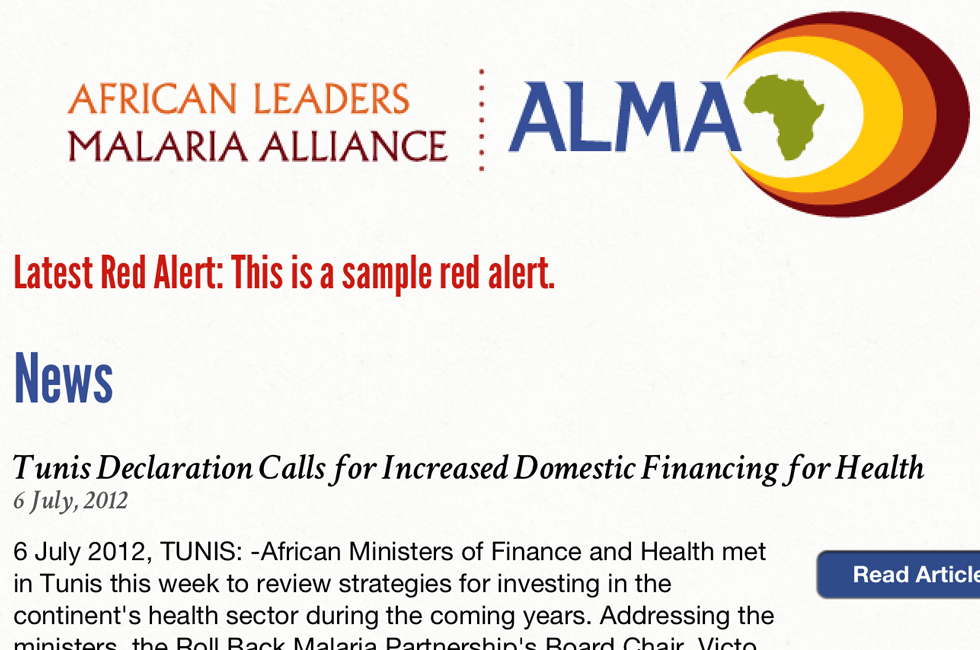 AFRICAN LEADERS
MALARIA ALLIANCE
ALMA
Latest Red Alert: This is a sample red alert.
News
Tunis Declaration Calls for Increased Domestic Financing for Health
6 July, 2012
6 July 2012, TUNIS: -African Ministers of Finance and Health met
in Tunis this week to review strategies for investing in the
continent's health sector during the coming years. Addressing the
ministers, the Roll Back Malaria Partnership's Board Chair, Victo
Read Article